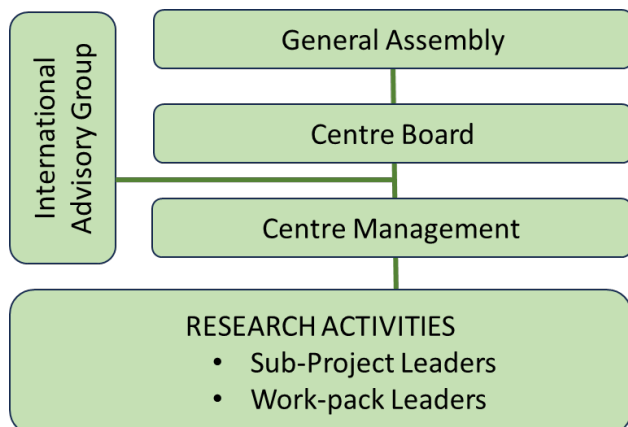 International
Advisory Group
General Assembly
Centre Board
Centre Management
RESEARCH ACTIVITIES
• Sub-Project Leaders
• Work-pack Leaders